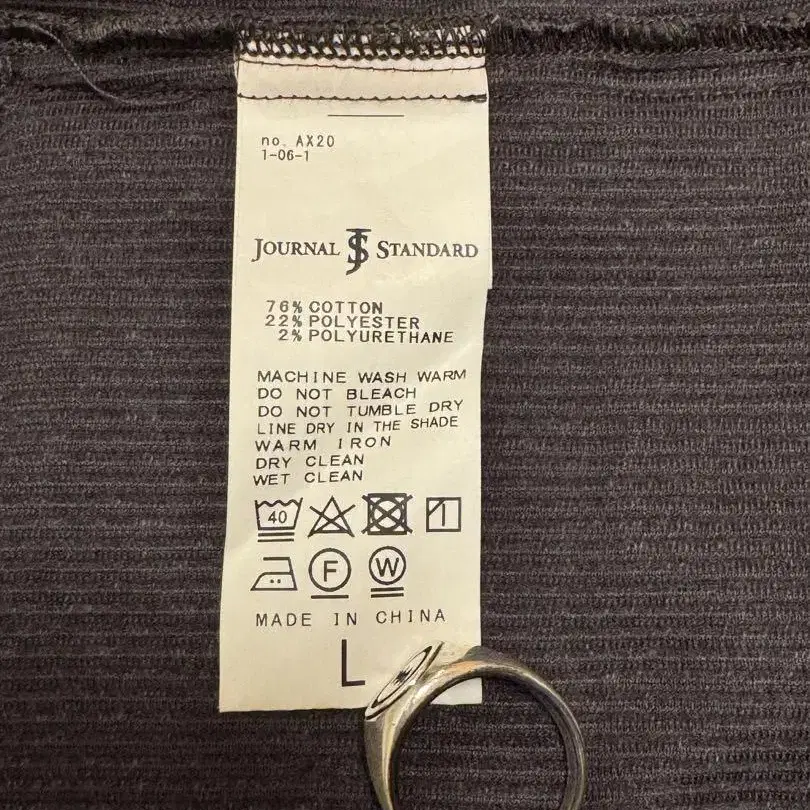 no. AX20
1-06-1
JOURNAL JS STANDARD
76% COTTON
22% POLYESTER
2% POLYURETHANE
MACHINE WASH WARM
DO NOT BLEACH
DO NOT TUMBLE DRY
LINE DRY IN THE SHADE
WARM IRON
DRY CLEAN
WET CLEAN
40
F W
MADE IN CHINA
L